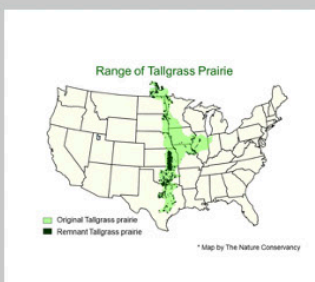 Range of Tallgrass Prairie
Original Tallgrass prairie
Remnant Tallgrass prairie
* Map by The Nature Conservancy